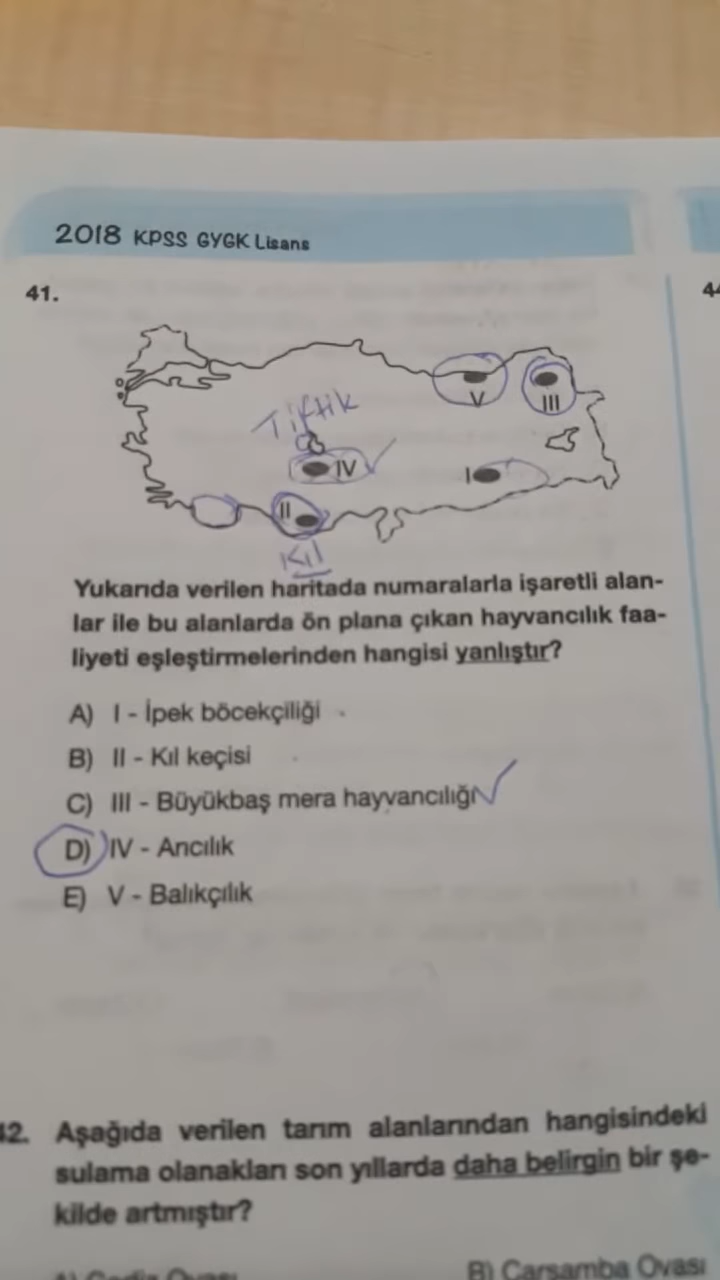 2018 KPSS GYGK Lisans
41.
44
V
III
Tiftik
IV
I
II
Kıl
Yukarıda verilen haritada numaralarla işaretli alan-
lar ile bu alanlarda ön plana çıkan hayvancılık faa-
liyeti eşleştirmelerinden hangisi yanlıştır?
A) I - İpek böcekçiliği
B) II - Kıl keçisi
C) III - Büyükbaş mera hayvancılığı
D) IV - Arıcılık
E) V - Balıkçılık
42. Aşağıda verilen tarım alanlarından hangisindeki
sulama olanakları son yıllarda daha belirgin bir şe-
kilde artmıştır?
A) Gediz Ovası
B) Çarşamba Ovası